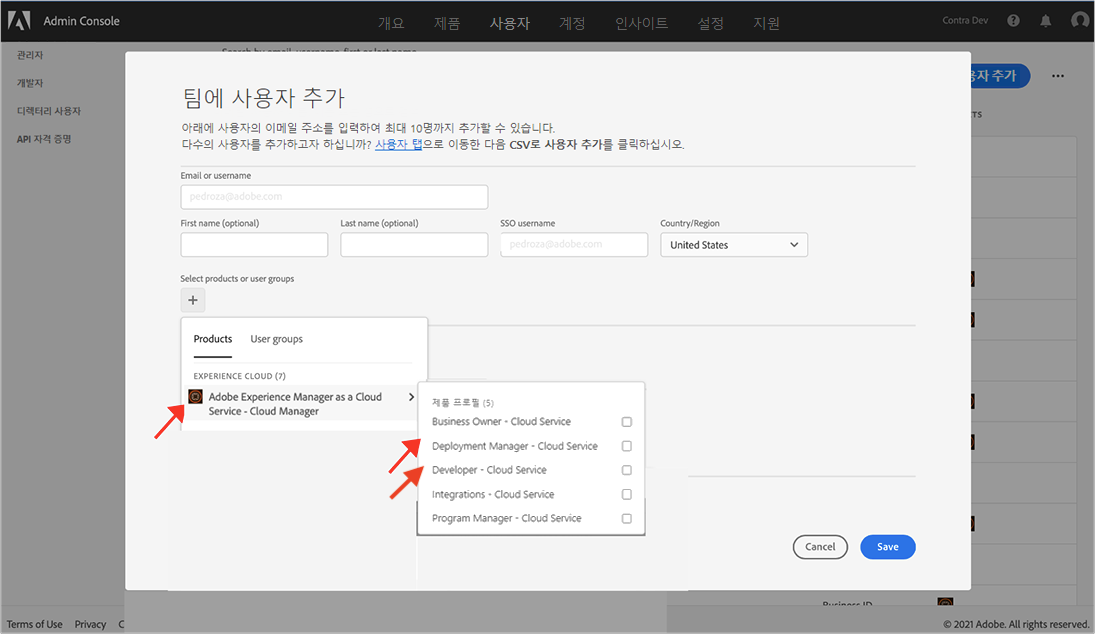 Admin Console
개요 제품 사용자 계정 인사이트 설정 지원
Contra Dev
관리자
개발자
디렉터리 사용자
API 자격 증명
Search by email, username, first or last name
사용자 추가
팀에 사용자 추가
아래에 사용자의 이메일 주소를 입력하여 최대 10명까지 추가할 수 있습니다.
다수의 사용자를 추가하고자 하십니까? 사용자 탭으로 이동한 다음 CSV로 사용자 추가를 클릭하십시오.
Email or username
pedroza@adobe.com
First name (optional) Last name (optional) SSO username Country/Region
pedroza@adobe.com United States
Select products or user groups
+
Products User groups
EXPERIENCE CLOUD (7)
Adobe Experience Manager as a Cloud
Service - Cloud Manager
제품 프로필 (5)
Business Owner - Cloud Service
Deployment Manager - Cloud Service
Developer - Cloud Service
Integrations - Cloud Service
Program Manager - Cloud Service
Cancel Save
Business ID
Terms of Use Privacy C
© 2021 Adobe. All rights reserved.